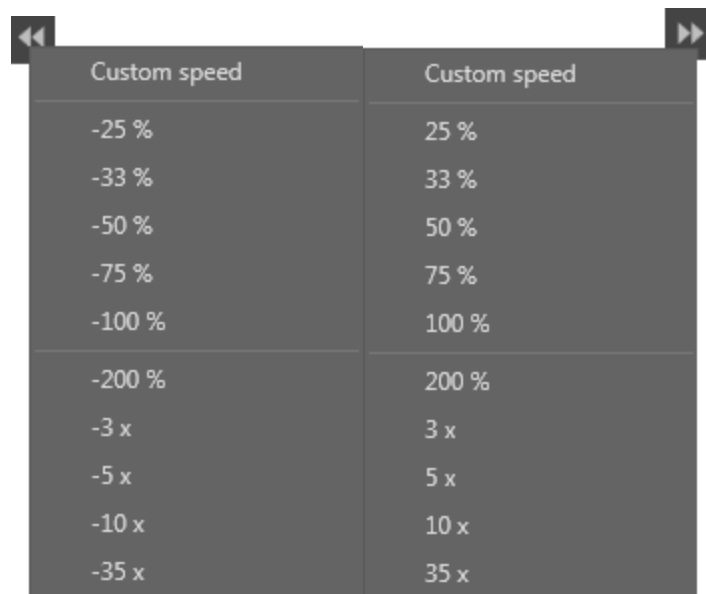 Custom speed
-25 %
-33 %
-50 %
-75 %
-100 %
-200 %
-3 x
-5 x
-10 x
-35 x
Custom speed
25 %
33 %
50 %
75 %
100 %
200 %
3 x
5 x
10 x
35 x